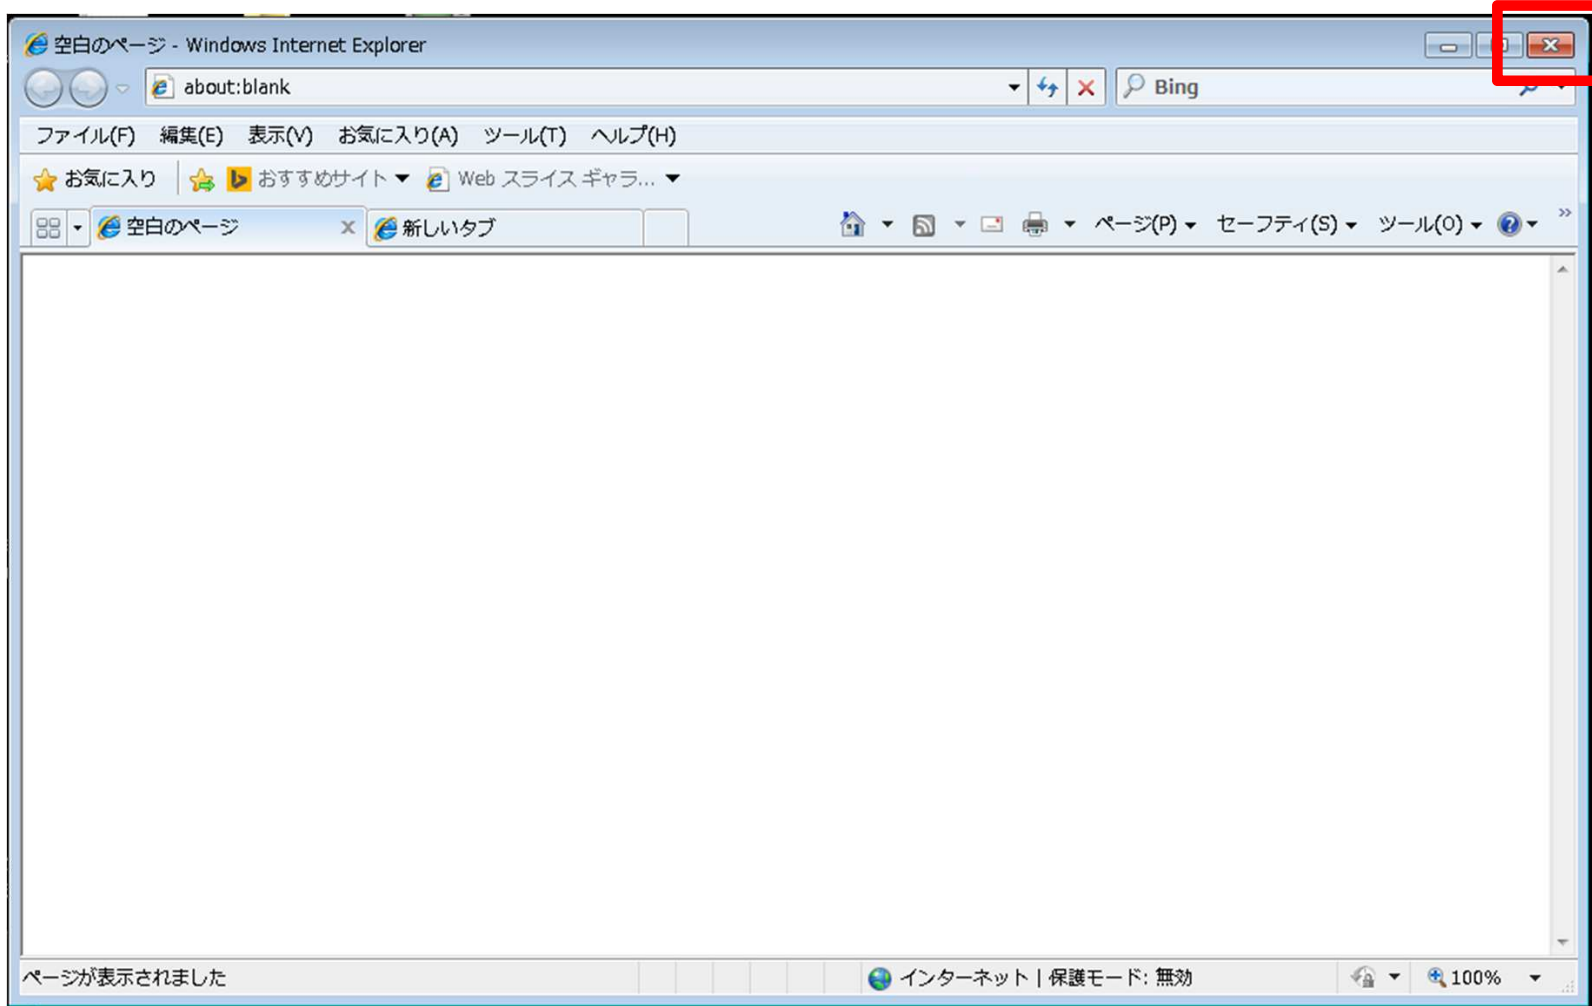 空白のページ - Windows Internet Explorer
about:blank
Bing
ファイル(F) 編集(E) 表示(V) お気に入り(A) ツール(T) ヘルプ(H)
お気に入り おすすめサイト Web スライス ギャラ...
空白のページ 新しいタブ ページ(P) セーフティ(S) ツール(O)
ページが表示されました インターネット | 保護モード: 無効 100%